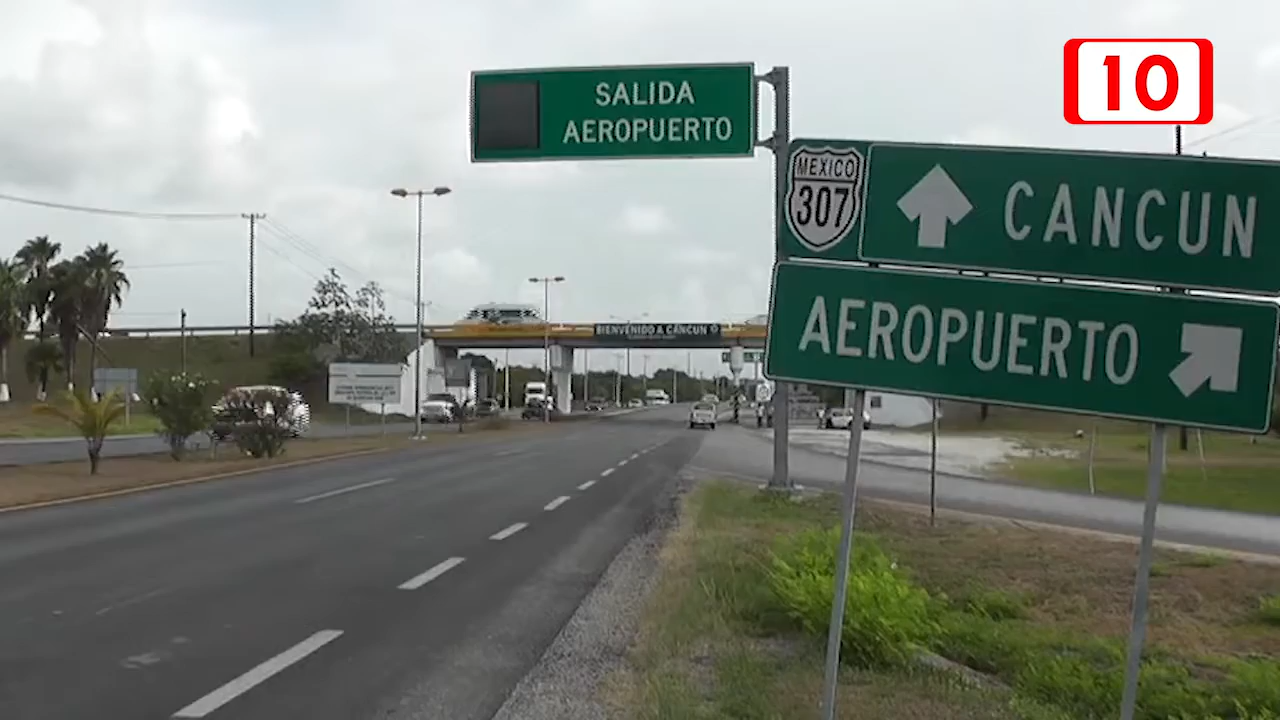 10
SALIDA
AEROPUERTO
MEXICO
307
CANCUN
AEROPUERTO
BIENVENIDO A CANCUN